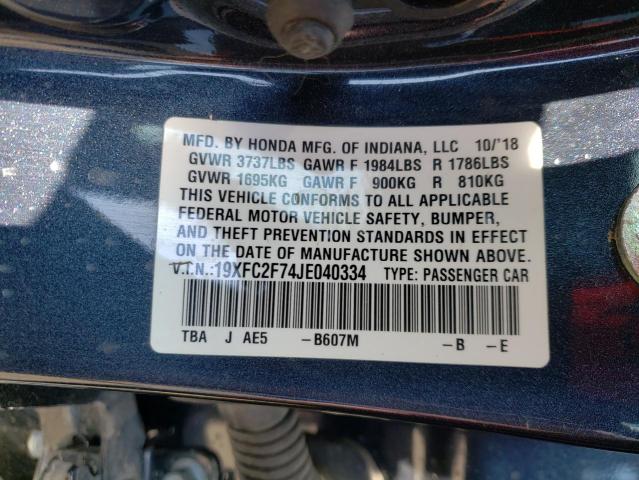 MFD. BY HONDA MFG. OF INDIANA, LLC 10/'18
GVWR 3737LBS GAWR F 1984LBS R 1786LBS
GVWR 1695KG GAWR F 900KG R 810KG
THIS VEHICLE CONFORMS TO ALL APPLICABLE
FEDERAL MOTOR VEHICLE SAFETY, BUMPER,
AND THEFT PREVENTION STANDARDS IN EFFECT
ON THE DATE OF MANUFACTURE SHOWN ABOVE.
V.I.N.:19XFC2F74JE040334 TYPE: PASSENGER CAR
TBA J AE5 -B607M -B -E